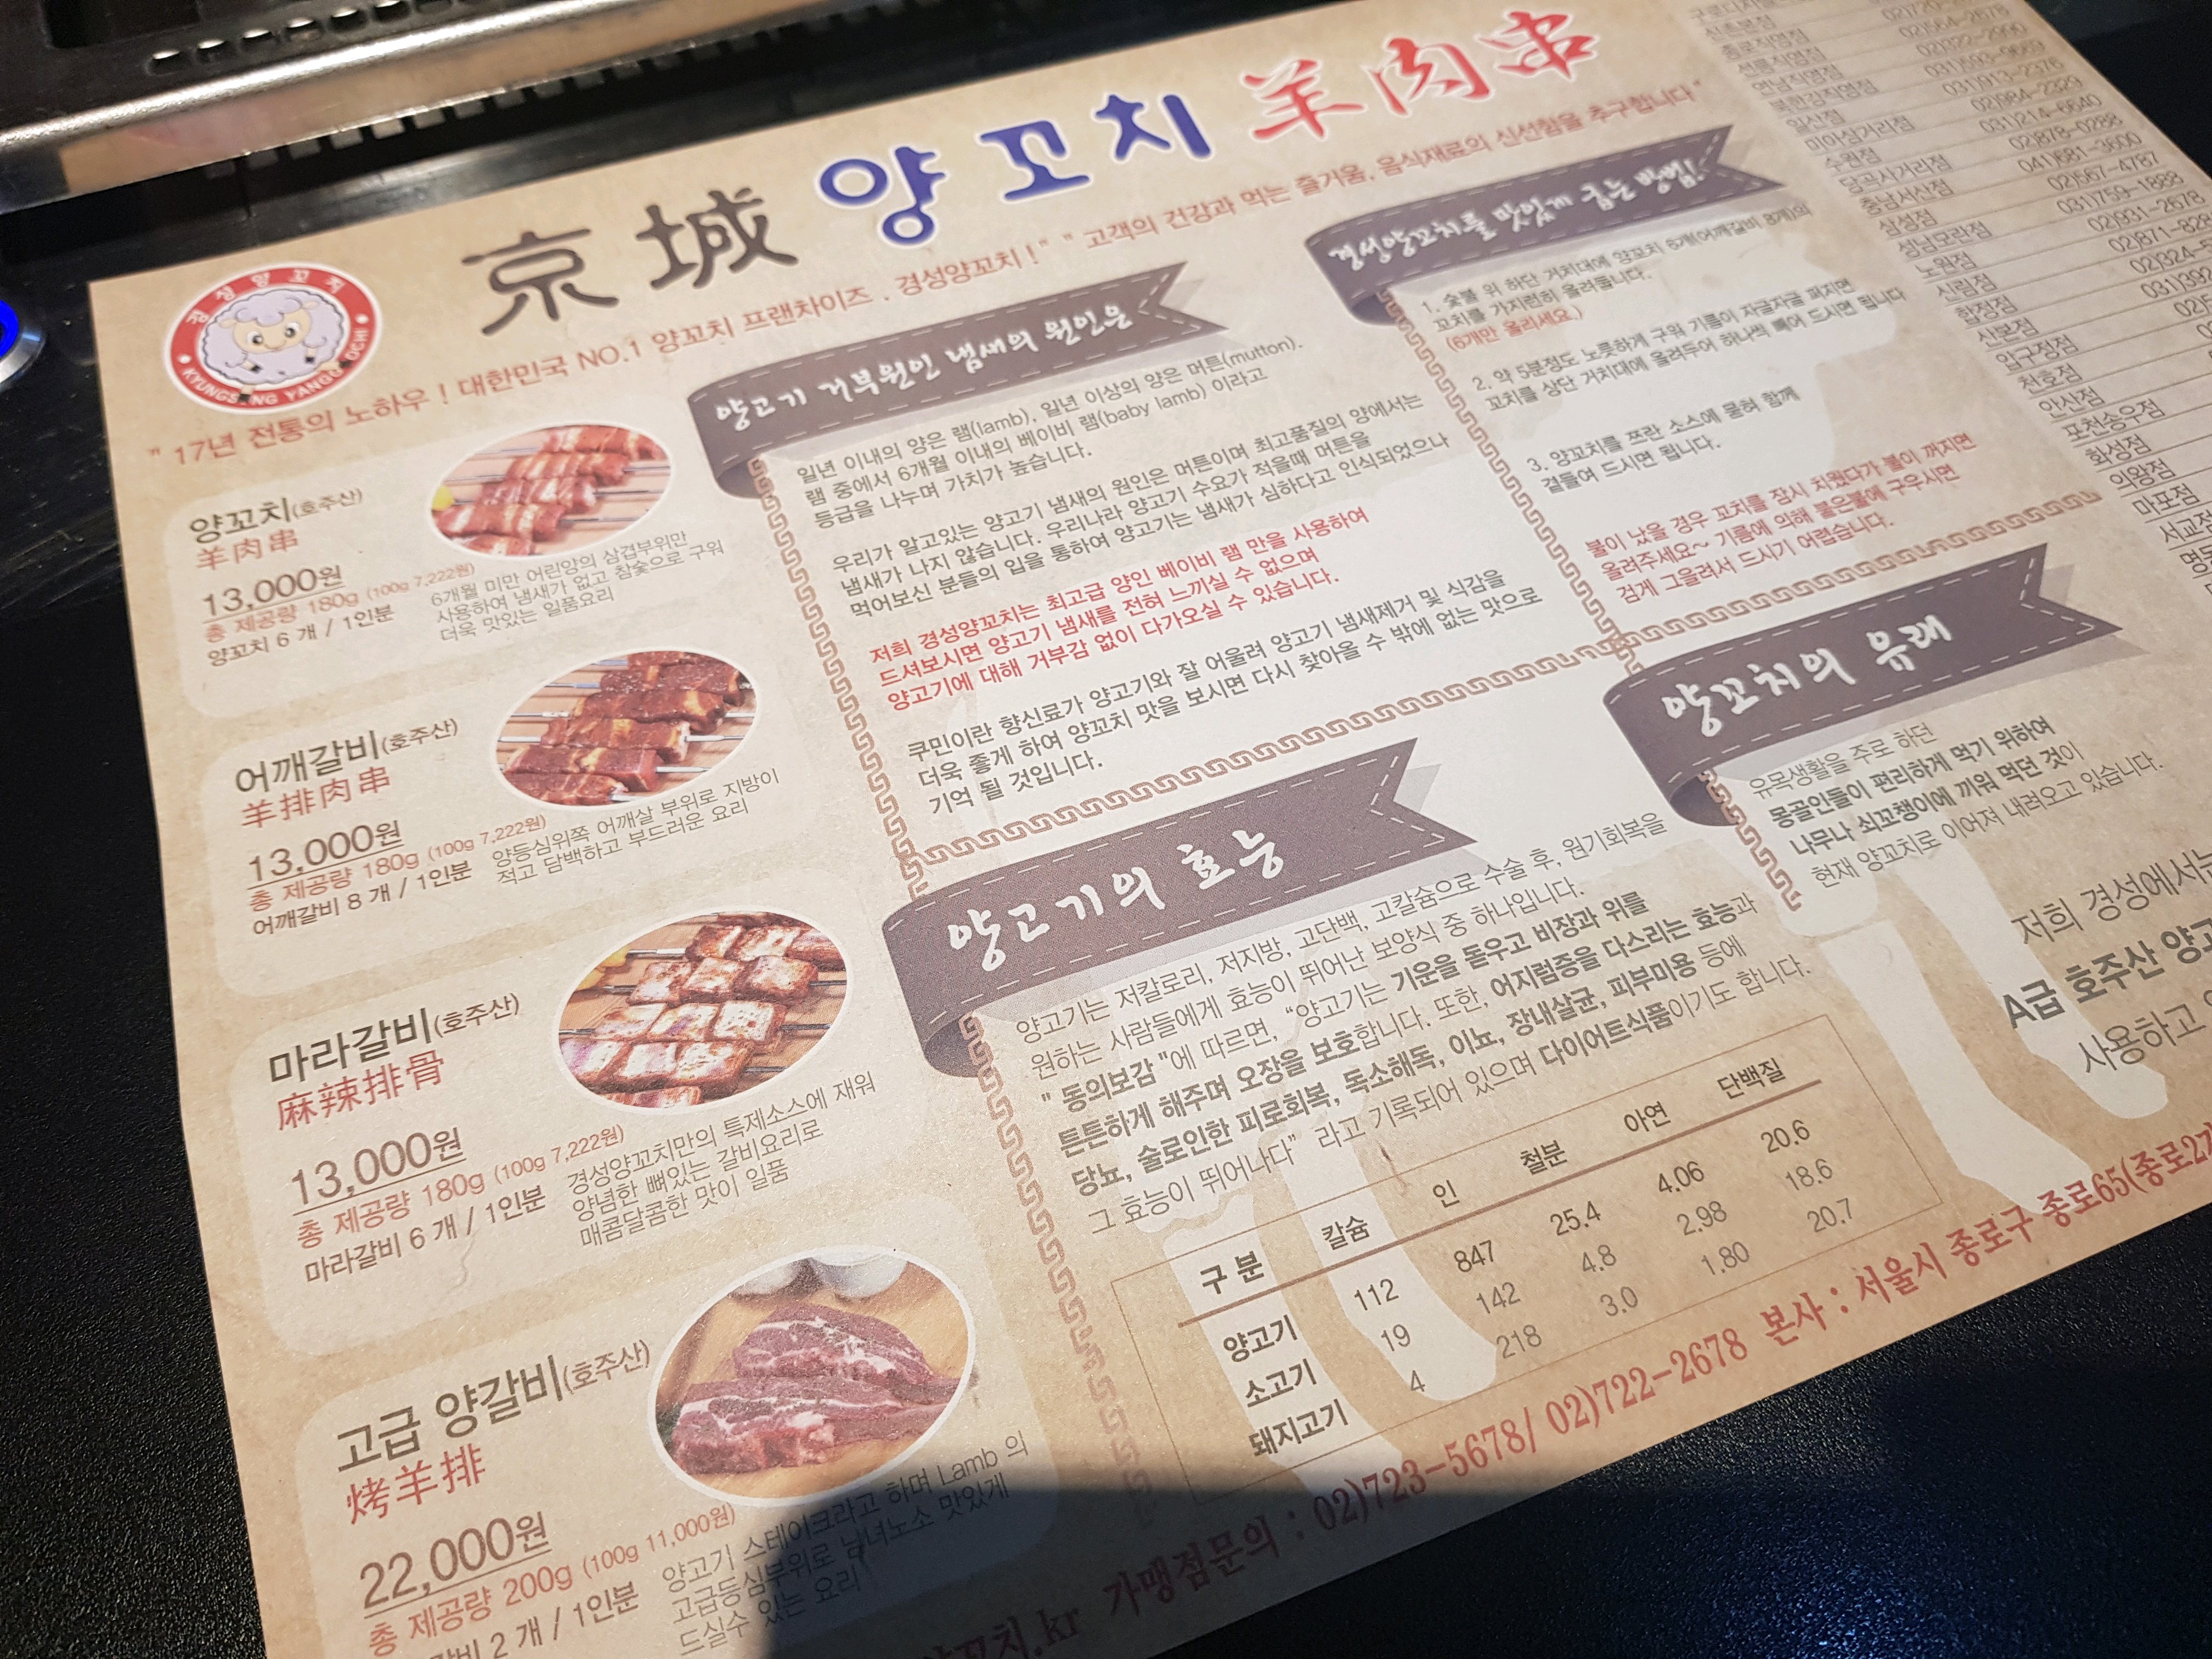 京城 양꼬치 羊肉串
경성양꼬치
" 17년 전통의 노하우 ! 대한민국 NO.1 양꼬치 프랜차이즈 . 경성양꼬치 ! " " 고객의 건강과 먹는 즐거움, 음식재료의 신선함을 추구합니다 "
양꼬치(호주산)
羊肉串
13,000원
총 제공량 180g (100g 7,222원)
양꼬치 6 개 / 1인분
6개월 미만 어린양의 삼겹부위만
사용하여 냄새가 없고 참숯으로 구워
더욱 맛있는 일품요리
어깨갈비(호주산)
羊排肉串
13,000원
총 제공량 180g (100g 7,222원)
어깨갈비 8 개 / 1인분
양등심위쪽 어깨살 부위로 지방이
적고 담백하고 부드러운 요리
마라갈비(호주산)
麻辣排骨
13,000원
총 제공량 180g (100g 7,222원)
마라갈비 6 개 / 1인분
경성양꼬치만의 특제소스에 재워
양념한 뼈있는 갈비요리로
매콤달콤한 맛이 일품
고급 양갈비(호주산)
烤羊排
22,000원
총 제공량 200g (100g 11,000원)
갈비 2 개 / 1인분
양고기 스테이크라고 하며 Lamb 의
고급등심부위로 남녀노소 맛있게
드실수 있는 요리
양고기 거부원인 냄새의 원인은
일년 이내의 양은 램(lamb), 일년 이상의 양은 머튼(mutton).
램 중에서 6개월 이내의 베이비 램(baby lamb) 이라고
등급을 나누며 가치가 높습니다.
우리가 알고있는 양고기 냄새의 원인은 머튼이며 최고품질의 양에서는
냄새가 나지 않습니다. 우리나라 양고기 수요가 적을때 머튼을
먹어보신 분들의 입을 통하여 양고기는 냄새가 심하다고 인식되었으나
저희 경성양꼬치는 최고급 양인 베이비 램 만을 사용하여
드셔보시면 양고기 냄새를 전혀 느끼실 수 없으며
양고기에 대해 거부감 없이 다가오실 수 있습니다.
쿠민이란 향신료가 양고기와 잘 어울려 양고기 냄새제거 및 식감을
더욱 좋게 하여 양꼬치 맛을 보시면 다시 찾아올 수 밖에 없는 맛으로
기억 될 것입니다.
경성양꼬치를 맛있게 굽는 방법!
1. 숯불 위 하단 거치대에 양꼬치 6개(어깨갈비 8개)의
꼬치를 가지런히 올려둡니다.
(6개만 올리세요.)
2. 약 5분정도 노릇하게 구워 기름이 자글자글 퍼지면
꼬치를 상단 거치대에 올려두어 하나씩 빼어 드시면 됩니다
3. 양꼬치를 쯔란 소스에 묻혀 함께
곁들여 드시면 됩니다.
불이 났을 경우 꼬치를 잠시 치웠다가 불이 꺼지면
올려주세요~ 기름에 의해 붙은불에 구우시면
검게 그을려서 드시기 어렵습니다.
양꼬치의 유래
유목생활을 주로 하던
몽골인들이 편리하게 먹기 위하여
나무나 쇠꼬챙이에 끼워 먹던 것이
현재 양꼬치로 이어져 내려오고 있습니다.
저희 경성에서는
A급 호주산 양고
사용하고
양고기의 효능
양고기는 저칼로리, 저지방, 고단백, 고칼슘으로 수술 후, 원기회복을
원하는 사람들에게 효능이 뛰어난 보양식 중 하나입니다.
" 동의보감 "에 따르면, "양고기는 기운을 돋우고 비장과 위를
튼튼하게 해주며 오장을 보호합니다. 또한, 어지럼증을 다스리는 효능과
당뇨, 술로인한 피로회복, 독소해독, 이뇨, 장내살균, 피부미용 등에
그 효능이 뛰어나다" 라고 기록되어 있으며 다이어트식품이기도 합니다.
구 분 칼슘 인 철분 아연 단백질
양고기 112 847 25.4 4.06 20.6
소고기 19 142 4.8 2.98 18.6
돼지고기 4 218 3.0 1.80 20.7
양꼬치.kr 가맹점문의 : 02)723-5678/ 02)722-2678 본사 : 서울시 종로구 종로65(종로2가
신촌본점
종로직영점 02)564-2678
선릉직영점 02)322-2990
연남직영점 031)593-9669
북한강직영점 031)913-2376
일산점 02)984-2329
미아삼거리점 031)214-6640
수원점 02)878-0288
당곡사거리점 041)681-3600
충남서산점 02)567-4787
삼성점 031)759-1888
성남모란점 02)931-2678
노원점
신림점
합정점
신본점
압구정점
천호점
안산점
포천송우점
화성점
의왕점
마포점
서교점